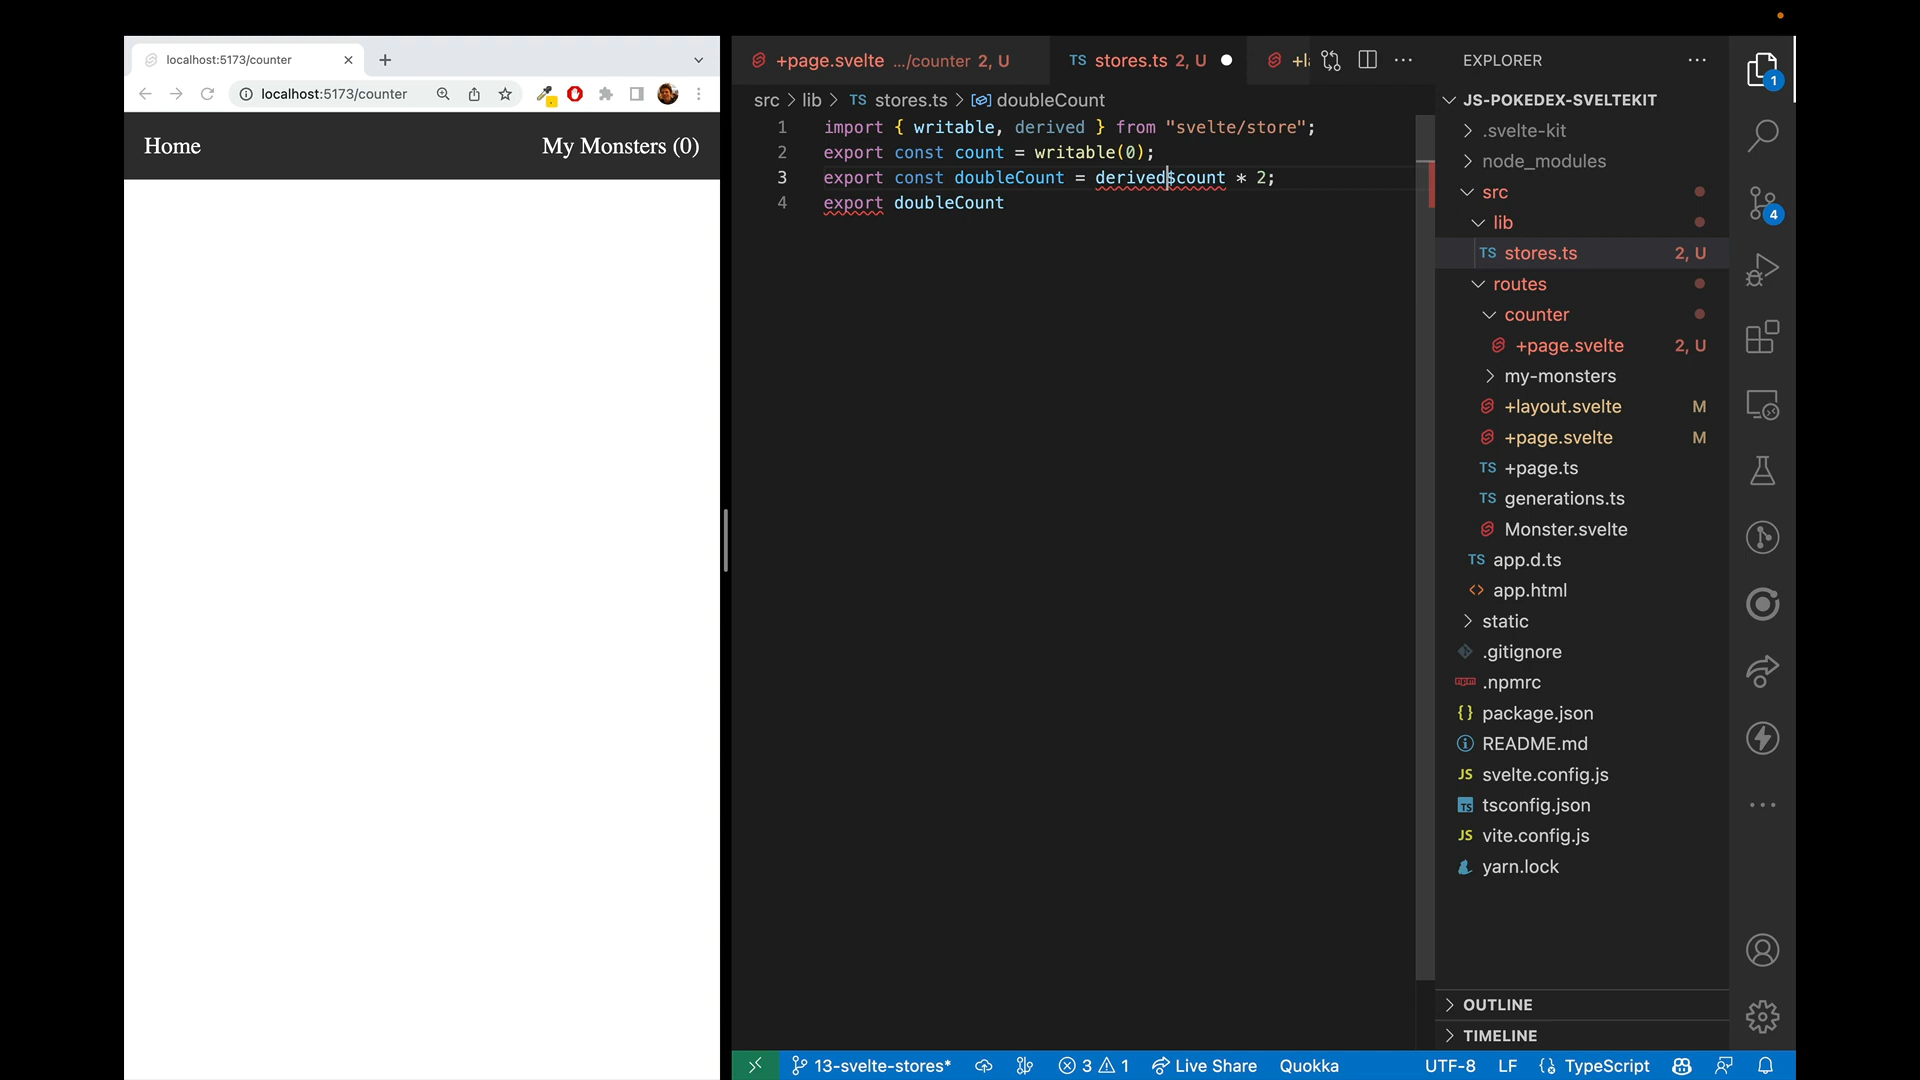 localhost:5173/counter
localhost:5173/counter
Home
My Monsters (0)
+page.svelte .../counter 2, U
TS stores.ts 2, U
+l
src > lib > TS stores.ts > doubleCount
1 import { writable, derived } from "svelte/store";
2 export const count = writable(0);
3 export const doubleCount = derived$count * 2;
4 export doubleCount
EXPLORER
JS-POKEDEX-SVELTEKIT
.svelte-kit
node_modules
src
lib
TS stores.ts 2, U
routes
counter
+page.svelte 2, U
my-monsters
+layout.svelte M
+page.svelte M
TS +page.ts
TS generations.ts
Monster.svelte
TS app.d.ts
<> app.html
static
.gitignore
npm .npmrc
{} package.json
README.md
JS svelte.config.js
TS tsconfig.json
JS vite.config.js
yarn.lock
OUTLINE
TIMELINE
1
4
13-svelte-stores* 3 1 Live Share Quokka
UTF-8 LF {} TypeScript